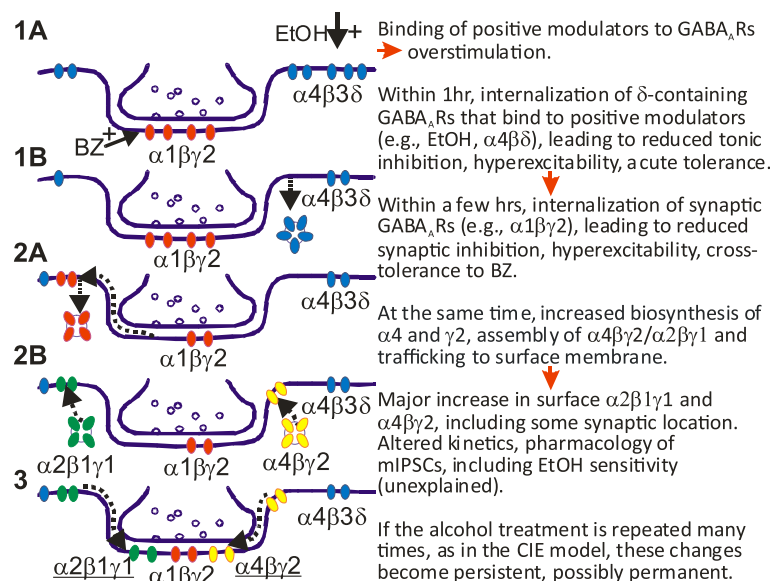 1A
EtOH +
α4β3δ
BZ +
α1βγ2
1B
α4β3δ
α1βγ2
2A
α4β3δ
α1βγ2
2B
α4β3δ
α2β1γ1
α1βγ2
α4βγ2
3
α4β3δ
α2β1γ1
α1βγ2
α4βγ2
Binding of positive modulators to GABAARs
overstimulation.
Within 1hr, internalization of δ-containing
GABAARs that bind to positive modulators
(e.g., EtOH, α4βδ), leading to reduced tonic
inhibition, hyperexcitability, acute tolerance.
Within a few hrs, internalization of synaptic
GABAARs (e.g., α1βγ2), leading to reduced
synaptic inhibition, hyperexcitability, cross-
tolerance to BZ.
At the same time, increased biosynthesis of
α4 and γ2, assembly of α4βγ2/α2βγ1 and
trafficking to surface membrane.
Major increase in surface α2β1γ1 and
α4βγ2, including some synaptic location.
Altered kinetics, pharmacology of
mIPSCs, including EtOH sensitivity
(unexplained).
If the alcohol treatment is repeated many
times, as in the CIE model, these changes
become persistent, possibly permanent.